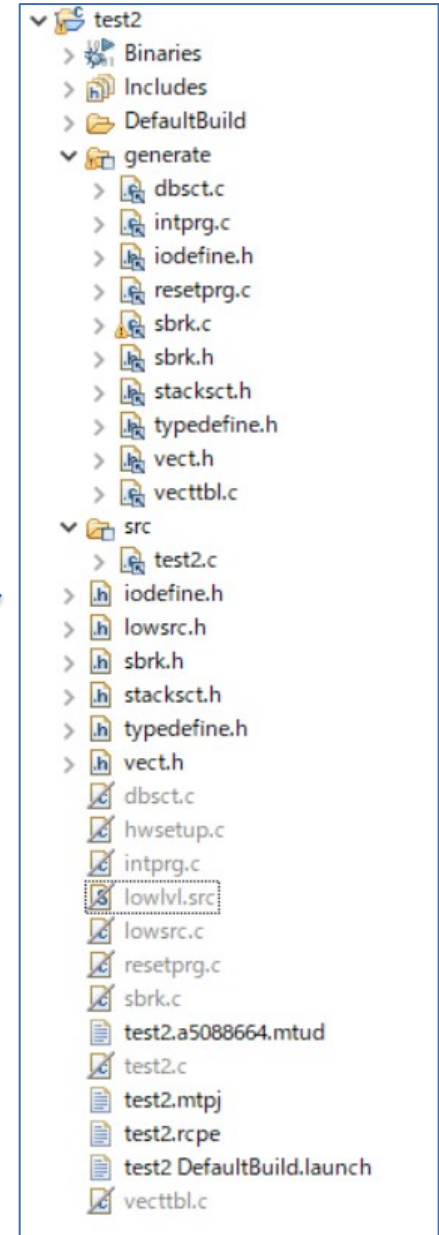 test2
Binaries
Includes
DefaultBuild
generate
dbsct.c
intprg.c
iodefine.h
resetprg.c
sbrk.c
sbrk.h
stacksct.h
typedefine.h
vect.h
vecttbl.c
src
test2.c
iodefine.h
lowsrc.h
sbrk.h
stacksct.h
typedefine.h
vect.h
dbsct.c
hwsetup.c
intprg.c
lowlvl.src
lowsrc.c
resetprg.c
sbrk.c
test2.a5088664.mtud
test2.c
test2.mtpj
test2.rcpe
test2 DefaultBuild.launch
vecttbl.c